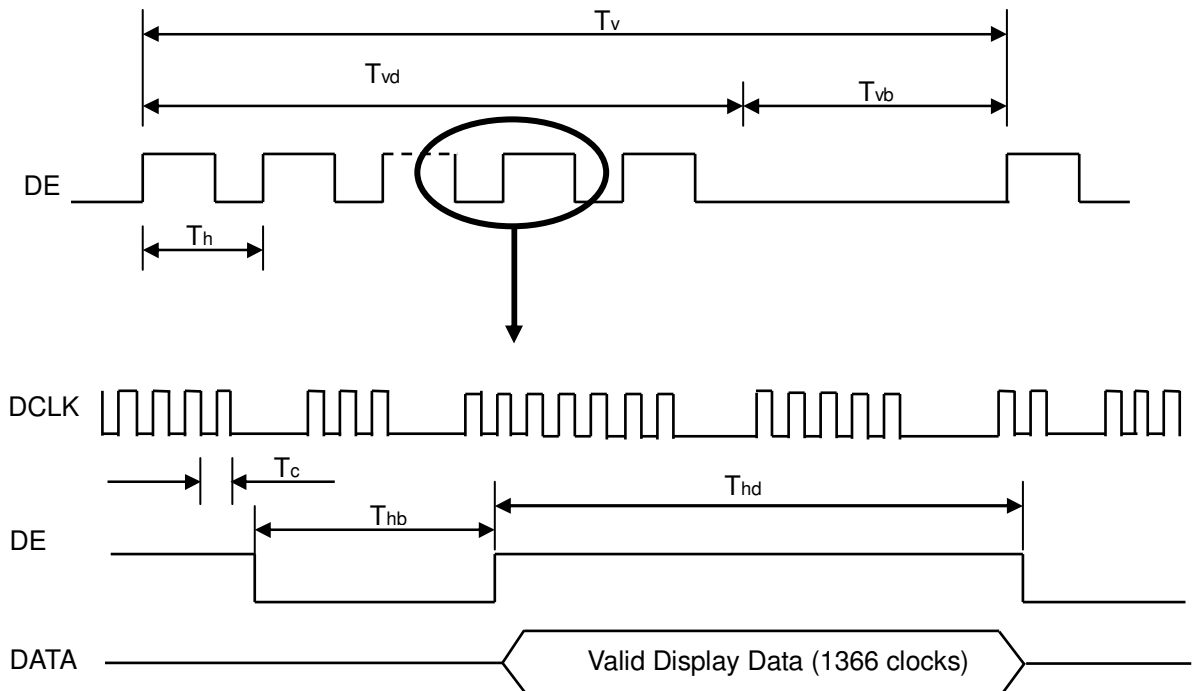 Tv
Tvd
Tvb
DE
Th
DCLK
Tc
Thd
Thb
DE
DATA
Valid Display Data (1366 clocks)